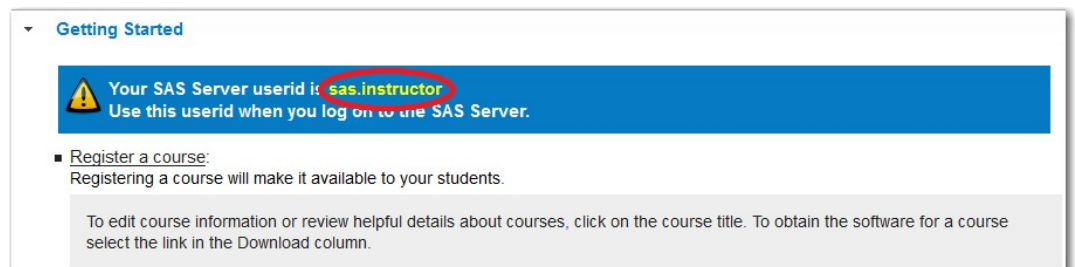 Getting Started
Your SAS Server userid is sas.instructor
Use this userid when you log on to the SAS Server.
Register a course:
Registering a course will make it available to your students.
To edit course information or review helpful details about courses, click on the course title. To obtain the software for a course
select the link in the Download column.